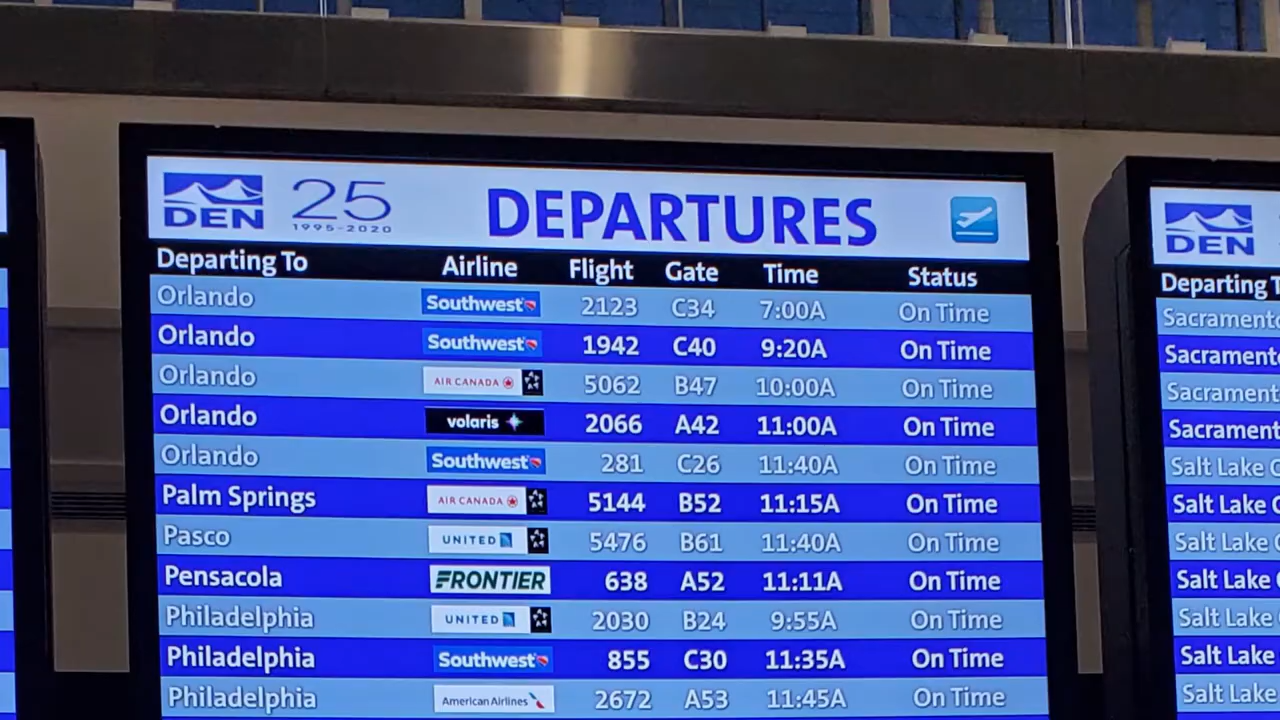 DEN 25 1995-2020 DEPARTURES
Departing To Airline Flight Gate Time Status
Orlando Southwest 2123 C34 7:00A On Time
Orlando Southwest 1942 C40 9:20A On Time
Orlando AIR CANADA 5062 B47 10:00A On Time
Orlando volaris 2066 A42 11:00A On Time
Orlando Southwest 281 C26 11:40A On Time
Palm Springs AIR CANADA 5144 B52 11:15A On Time
Pasco UNITED 5476 B61 11:40A On Time
Pensacola FRONTIER 638 A52 11:11A On Time
Philadelphia UNITED 2030 B24 9:55A On Time
Philadelphia Southwest 855 C30 11:35A On Time
Philadelphia American Airlines 2672 A53 11:45A On Time
DEN
Departing T
Sacramento
Sacramento
Sacrament
Sacrament
Salt Lake C
Salt Lake C
Salt Lake C
Salt Lake C
Salt Lake
Salt Lake
Salt Lake